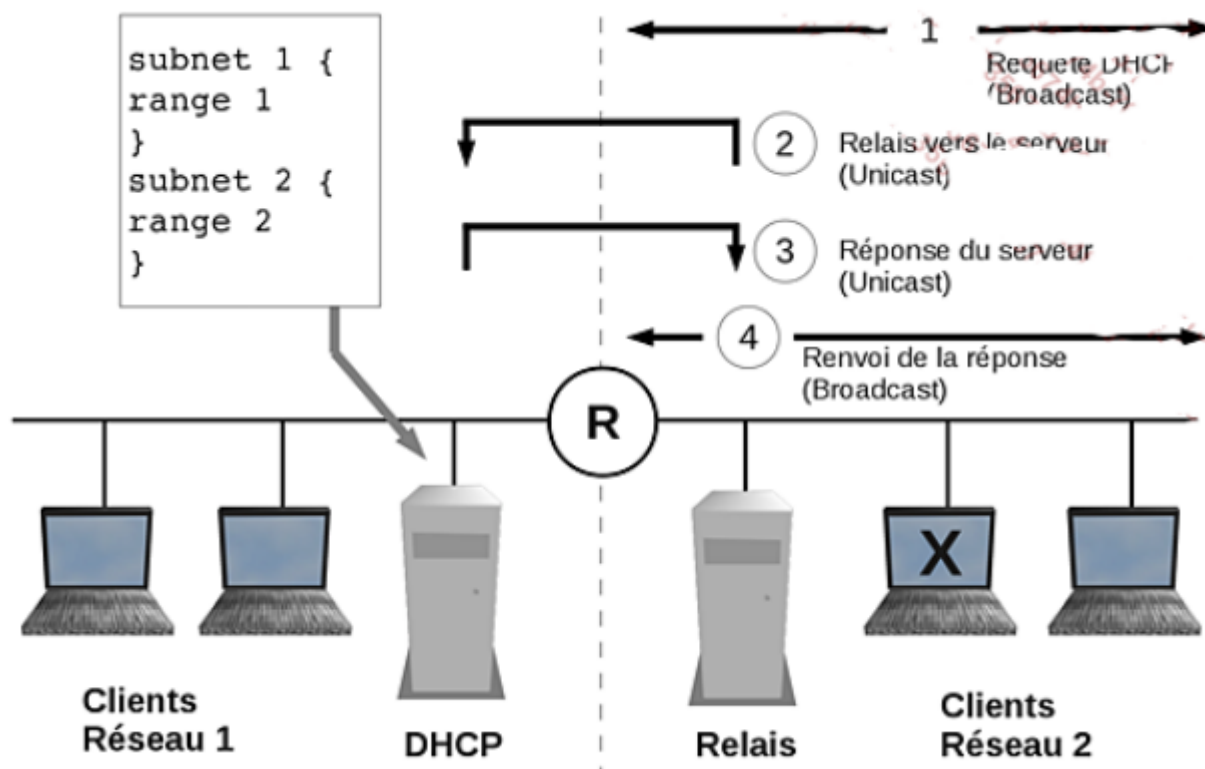 subnet 1 {
range 1
}
subnet 2 {
range 2
}
1
Requete DHCP
(Broadcast)
2
Relais vers le serveur
(Unicast)
3
Réponse du serveur
(Unicast)
4
Renvoi de la réponse
(Broadcast)
R
X
Clients
Réseau 1
DHCP
Relais
Clients
Réseau 2